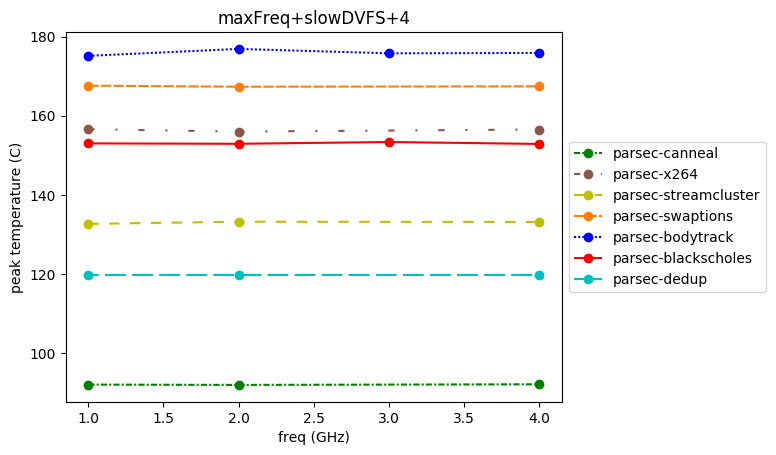 maxFreq+slowDVFS+4
180
160
140
120
100
peak temperature (C)
1.0 1.5 2.0 2.5 3.0 3.5 4.0
freq (GHz)
parsec-canneal
parsec-x264
parsec-streamcluster
parsec-swaptions
parsec-bodytrack
parsec-blackscholes
parsec-dedup